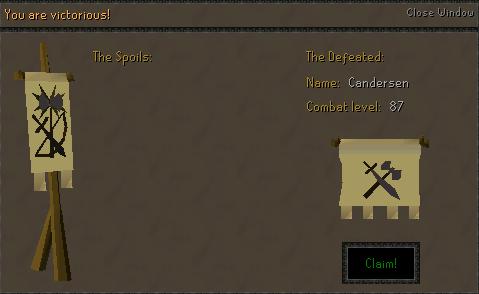 You are victorious!
Close Window
The Spoils:
The Defeated:
Name: Candersen
Combat level: 87
Claim!